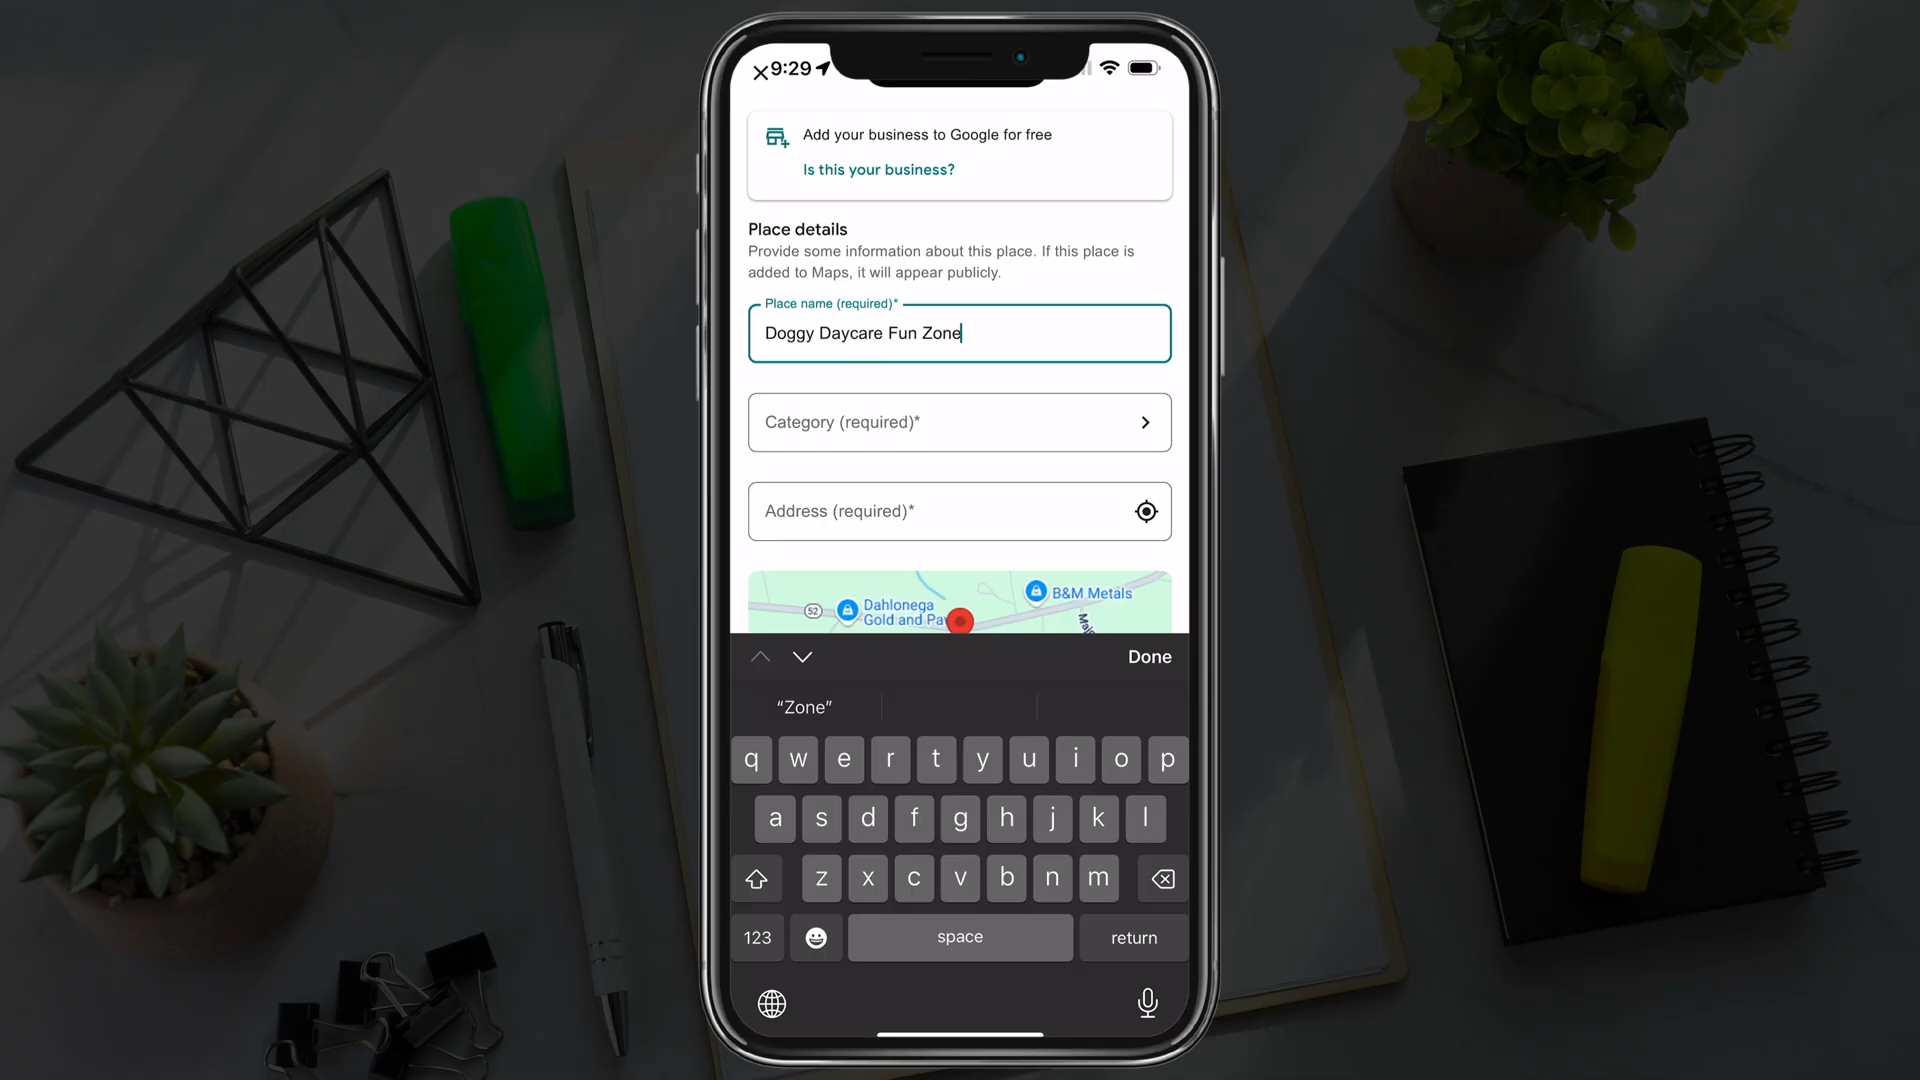 9:29
Add your business to Google for free
Is this your business?
Place details
Provide some information about this place. If this place is
added to Maps, it will appear publicly.
Place name (required)*
Doggy Daycare Fun Zone
Category (required)*
Address (required)*
52
Dahlonega
Gold and Pa
B&M Metals
Done
“Zone”
q w e r t y u i o p
a s d f g h j k l
z x c v b n m
123
space
return